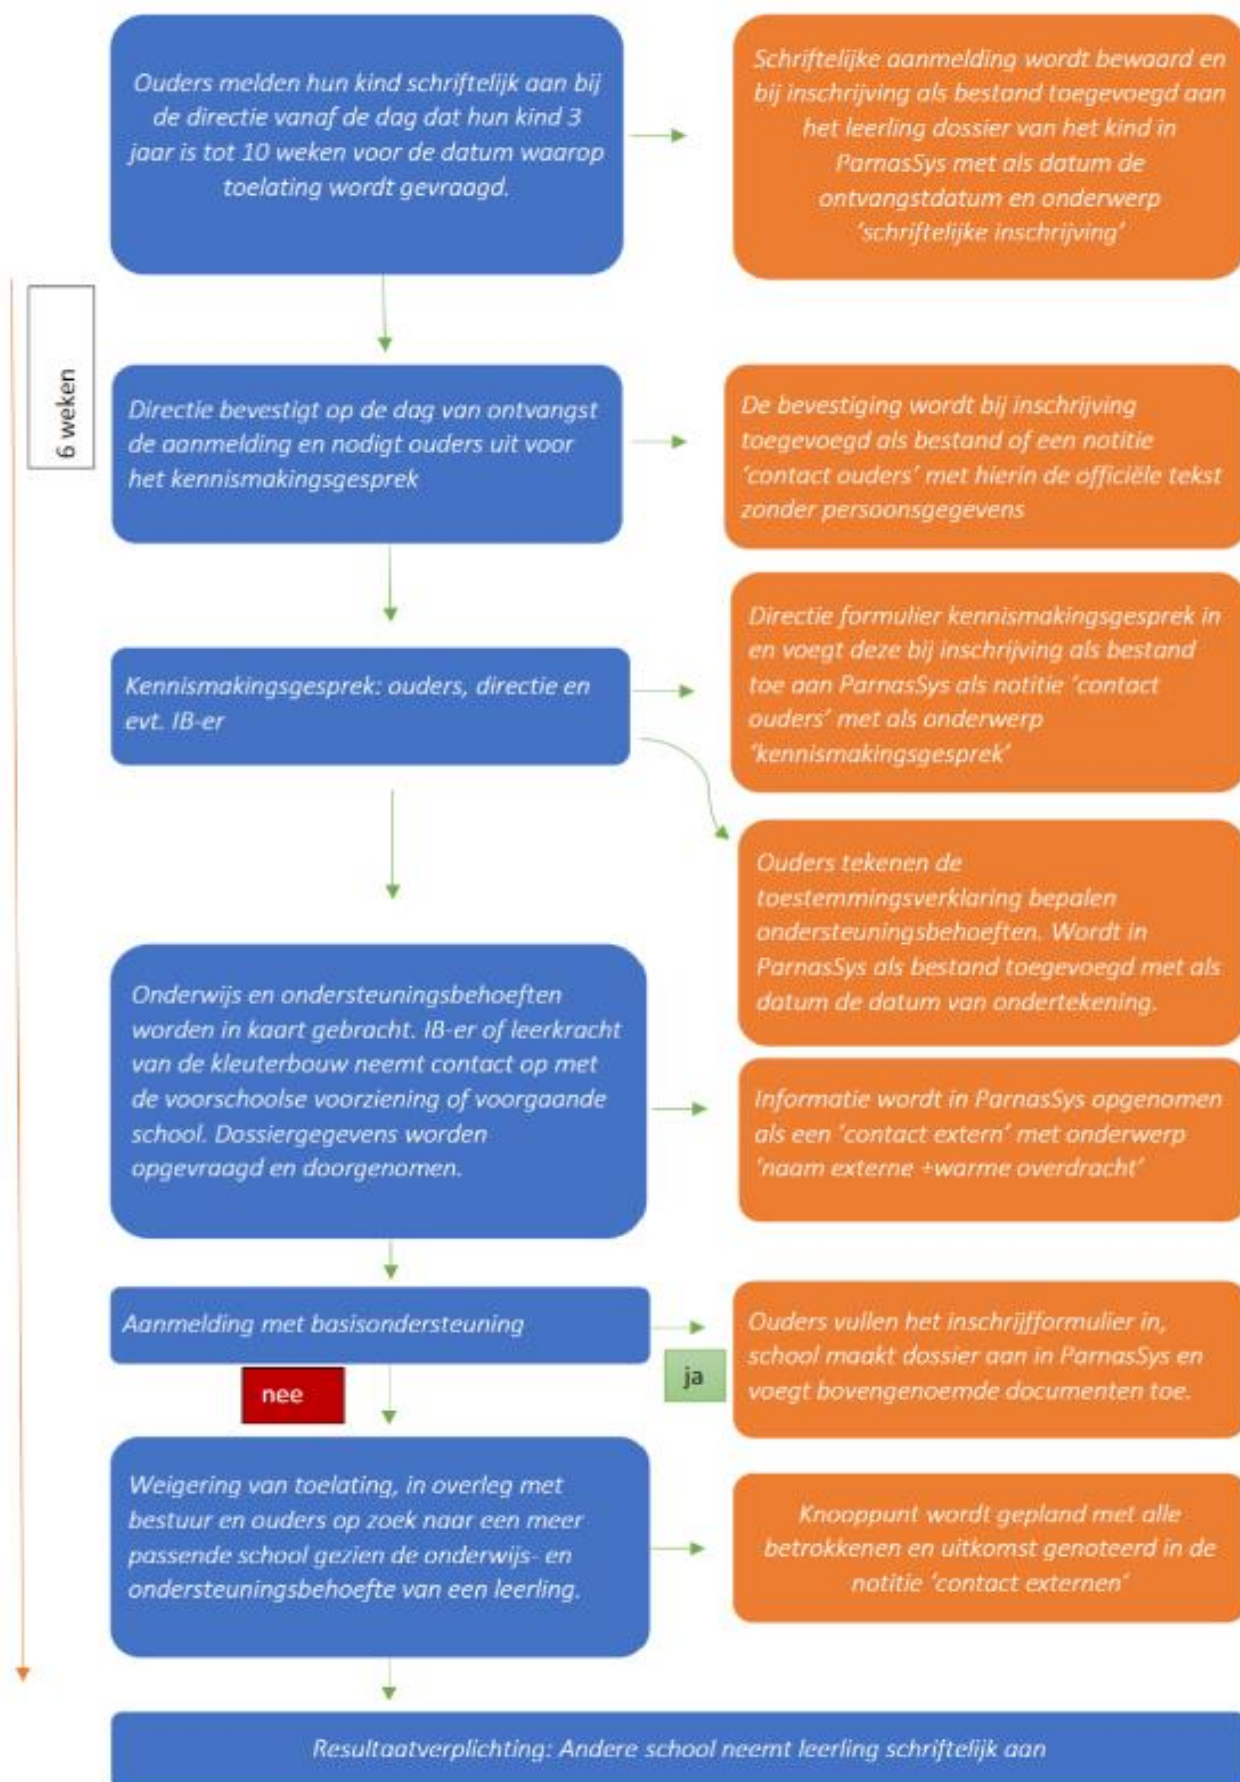 Ouders melden hun kind schriftelijk aan bij
de directie vanaf de dag dat hun kind 3
jaar is tot 10 weken voor de datum waarop
toelating wordt gevraagd.
Schriftelijke aanmelding wordt bewaard en
bij inschrijving als bestand toegevoegd aan
het leerling dossier van het kind in
ParnasSys met als datum de
ontvangstdatum en onderwerp
‘schriftelijke inschrijving’
6 weken
Directie bevestigt op de dag van ontvangst
de aanmelding en nodigt ouders uit voor
het kennismakingsgesprek
De bevestiging wordt bij inschrijving
toegevoegd als bestand of een notitie
‘contact ouders’ met hierin de officiële tekst
zonder persoonsgegevens
Kennismakingsgesprek: ouders, directie en
evt. IB-er
Directie formulier kennismakingsgesprek in
en voegt deze bij inschrijving als bestand
toe aan ParnasSys als notitie ‘contact
ouders’ met als onderwerp
‘kennismakingsgesprek’
Ouders tekenen de
toestemmingsverklaring bepalen
ondersteuningsbehoeften. Wordt in
ParnasSys als bestand toegevoegd met als
datum de datum van ondertekening.
Onderwijs en ondersteuningsbehoeften
worden in kaart gebracht. IB-er of leerkracht
van de kleuterbouw neemt contact op met
de voorschoolse voorziening of voorgaande
school. Dossiergegevens worden
opgevraagd en doorgenomen.
Informatie wordt in ParnasSys opgenomen
als een ‘contact extern’ met onderwerp
‘naam externe +warme overdracht’
Aanmelding met basisondersteuning
nee
ja
Ouders vullen het inschrijfformulier in,
school maakt dossier aan in ParnasSys en
voegt bovengenoemde documenten toe.
Weigering van toelating, in overleg met
bestuur en ouders op zoek naar een meer
passende school gezien de onderwijs- en
ondersteuningsbehoefte van een leerling.
Knooppunt wordt gepland met alle
betrokkenen en uitkomst genoteerd in de
notitie ‘contact externen’
Resultaatverplichting: Andere school neemt leerling schriftelijk aan